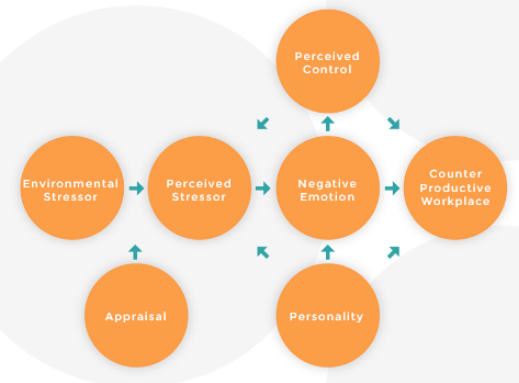 Perceived
Control
Environmental
Stressor
Perceived
Stressor
Negative
Emotion
Counter
Productive
Workplace
Appraisal
Personality